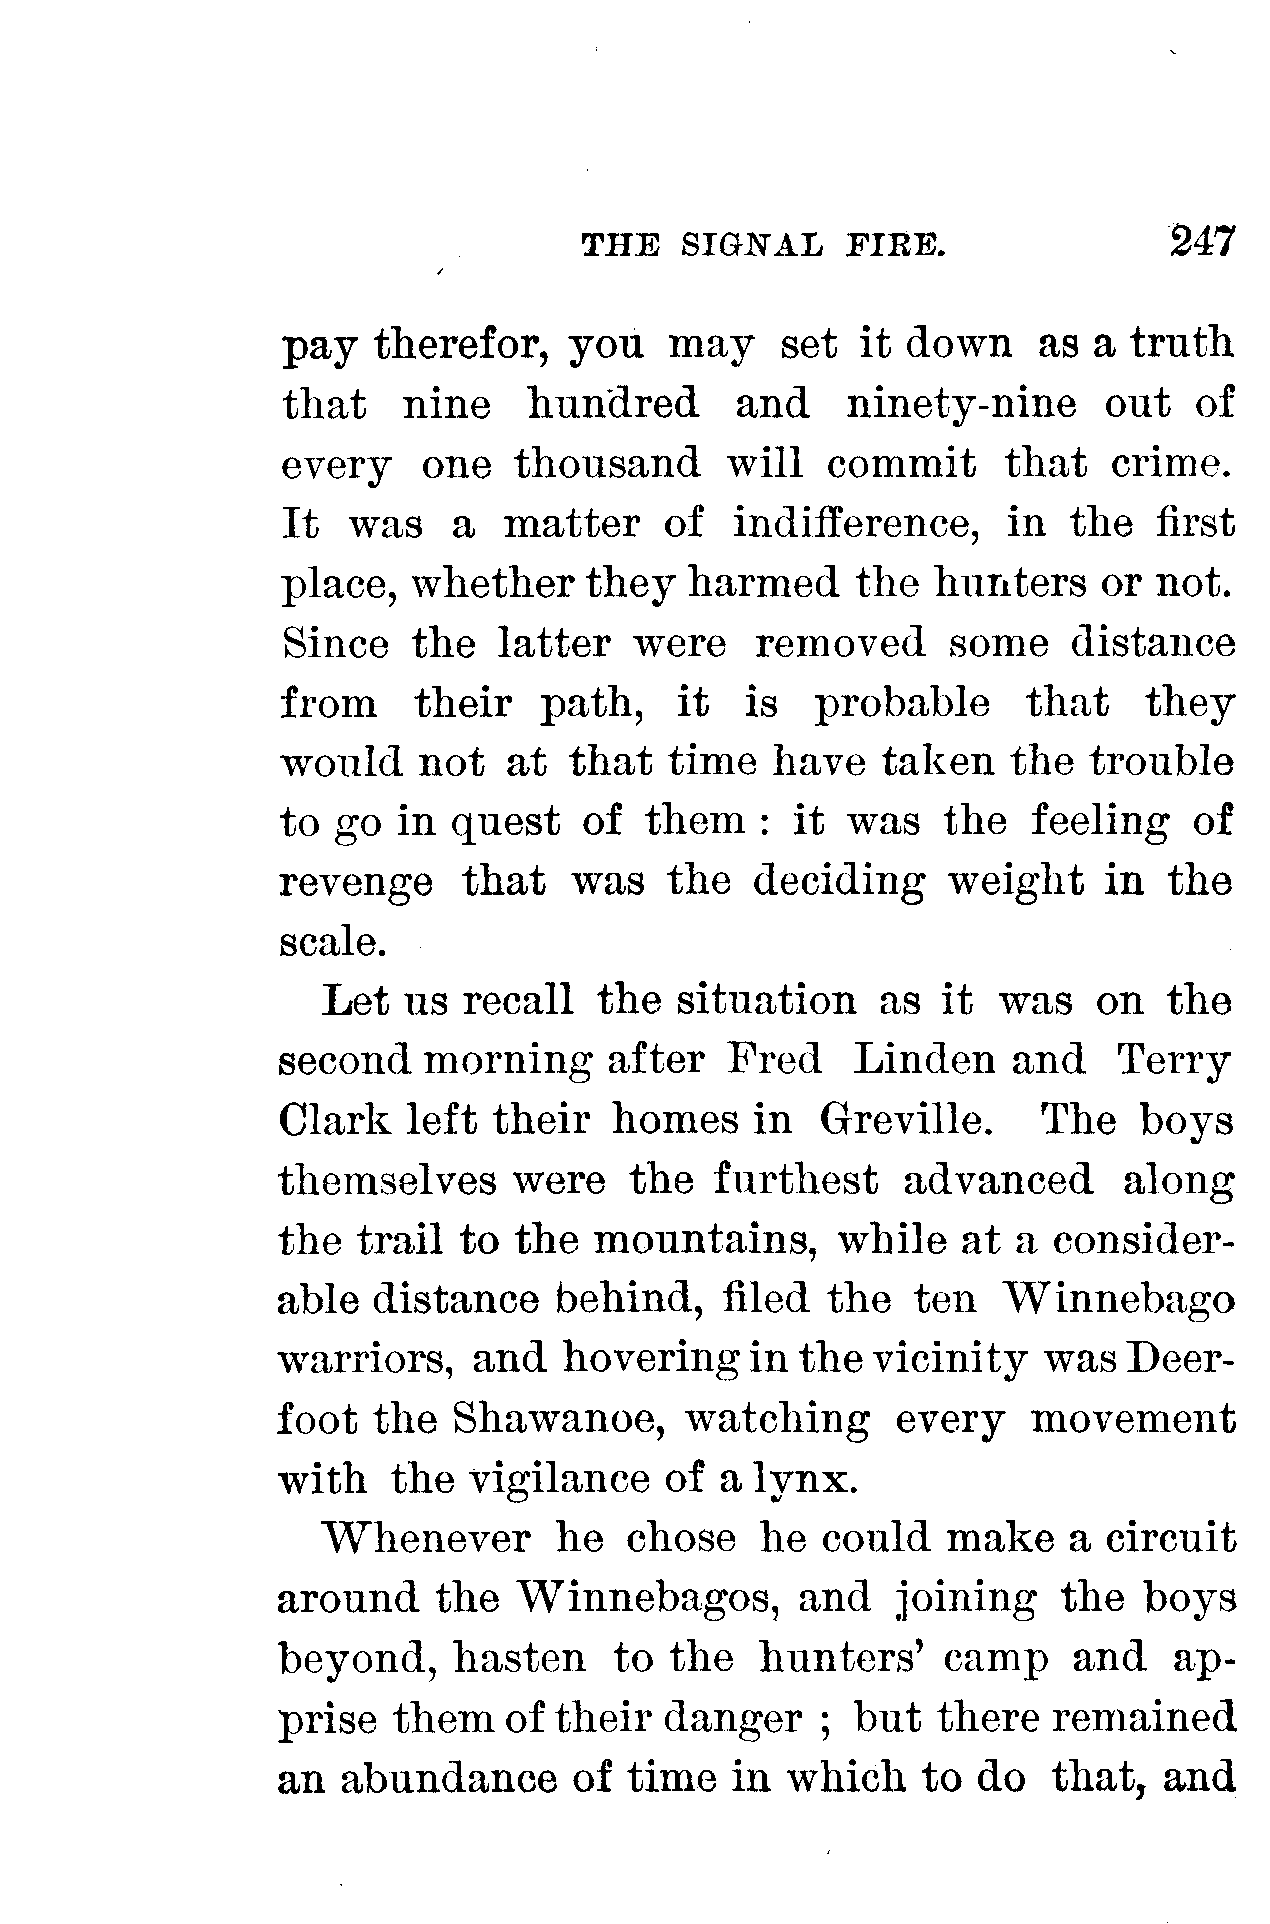 THE SIGNAL FIRE. 247
pay therefor, you may set it down as a truth
that nine hundred and ninety-nine out of
every one thousand will commit that crime.
It was a matter of indifference, in the first
place, whether they harmed the hunters or not.
Since the latter were removed some distance
from their path, it is probable that they
would not at that time have taken the trouble
to go in quest of them : it was the feeling of
revenge that was the deciding weight in the
scale.
Let us recall the situation as it was on the
second morning after Fred Linden and Terry
Clark left their homes in Greville. The boys
themselves were the furthest advanced along
the trail to the mountains, while at a consider-
able distance behind, filed the ten Winnebago
warriors, and hovering in the vicinity was Deer-
foot the Shawanoe, watching every movement
with the vigilance of a lynx.
Whenever he chose he could make a circuit
around the Winnebagos, and joining the boys
beyond, hasten to the hunters' camp and ap-
prise them of their danger ; but there remained
an abundance of time in which to do that, and